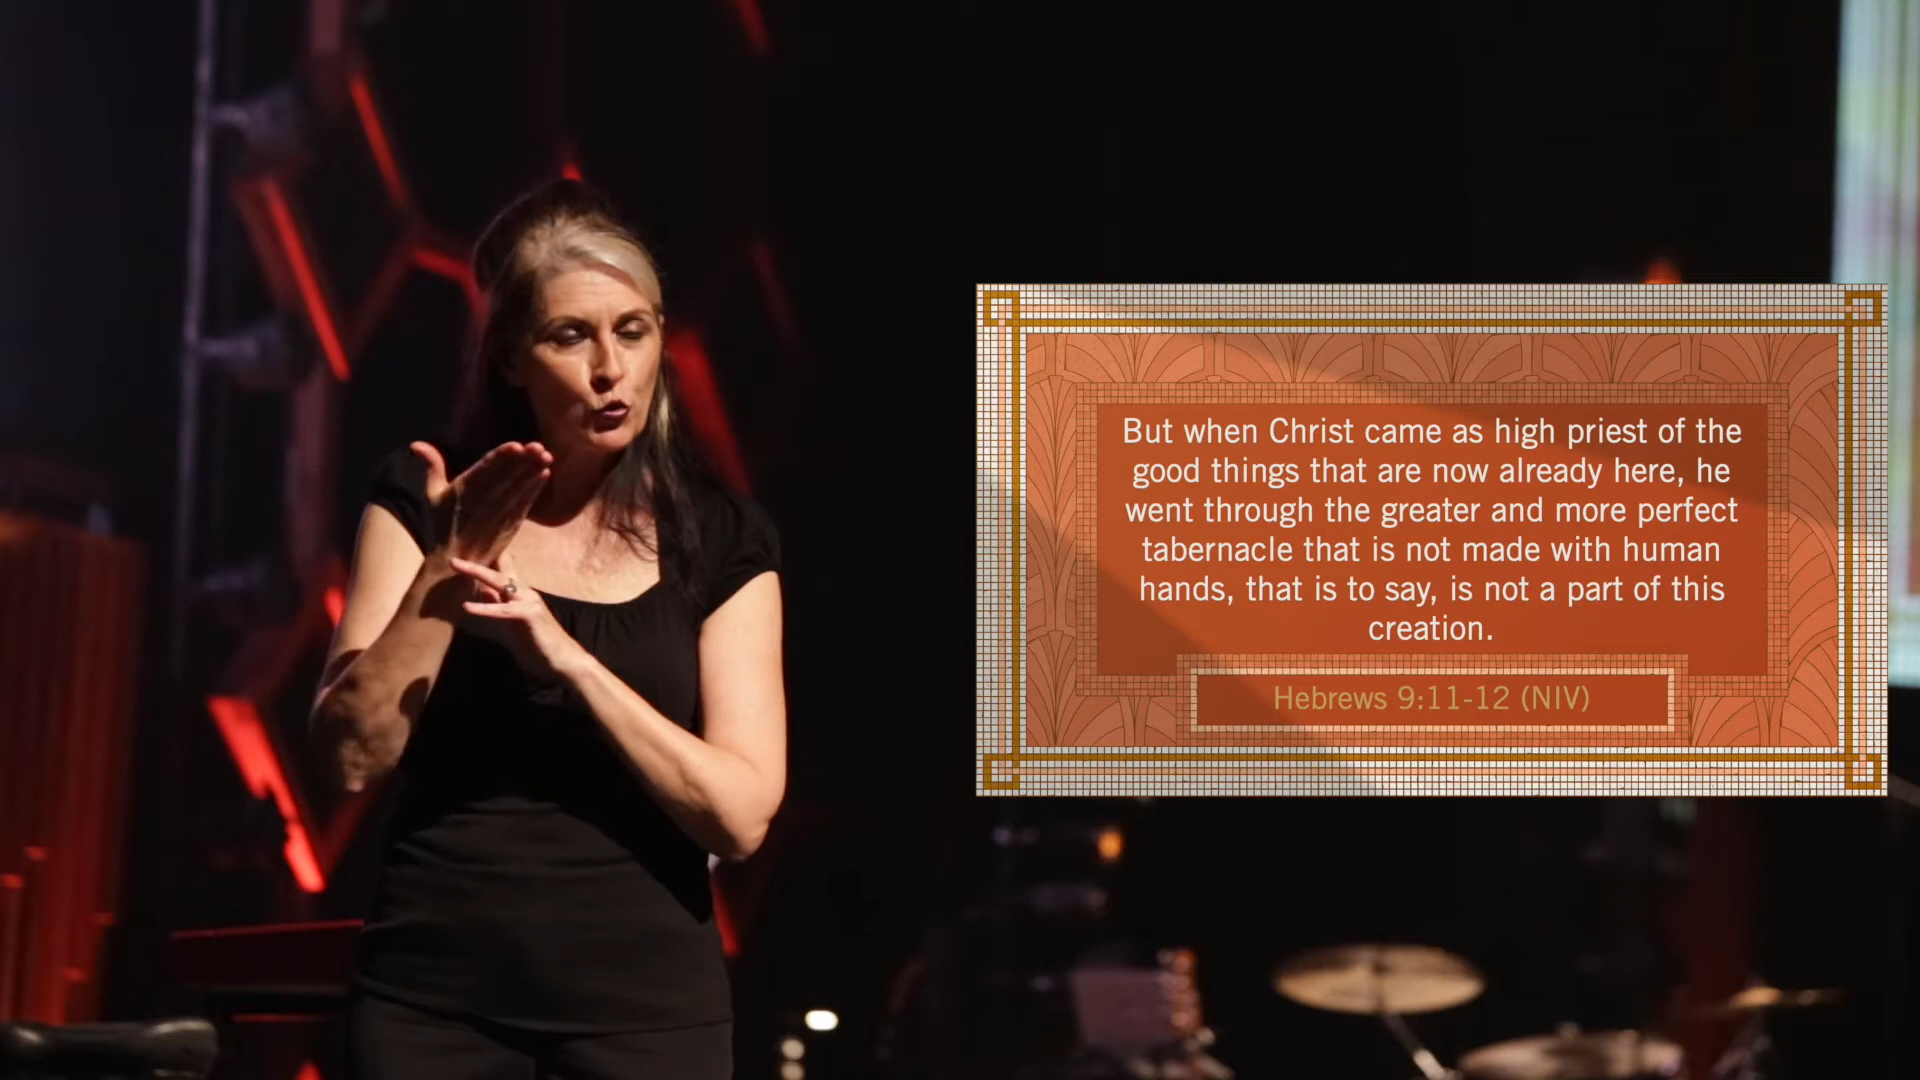 But when Christ came as high priest of the
good things that are now already here, he
went through the greater and more perfect
tabernacle that is not made with human
hands, that is to say, is not a part of this
creation.
Hebrews 9:11-12 (NIV)